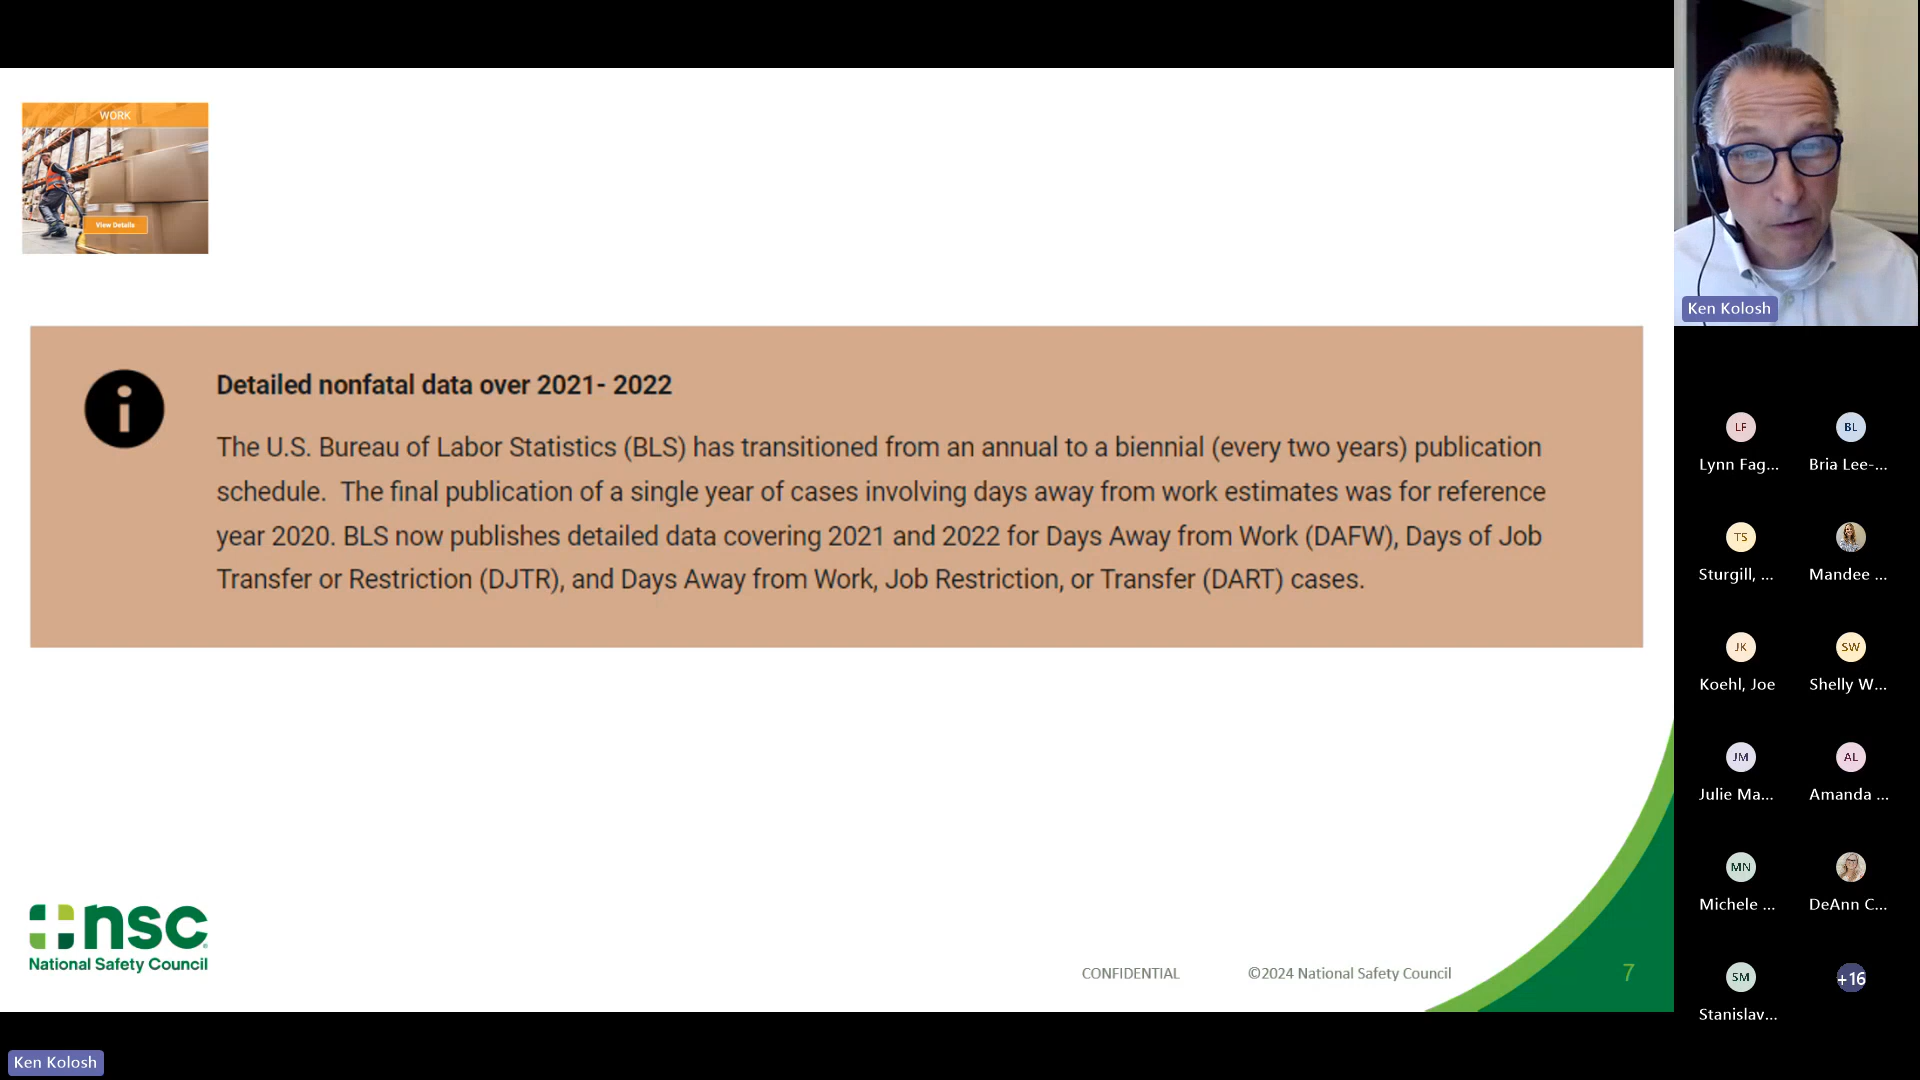 WORK
View Details
Detailed nonfatal data over 2021- 2022
The U.S. Bureau of Labor Statistics (BLS) has transitioned from an annual to a biennial (every two years) publication
schedule. The final publication of a single year of cases involving days away from work estimates was for reference
year 2020. BLS now publishes detailed data covering 2021 and 2022 for Days Away from Work (DAFW), Days of Job
Transfer or Restriction (DJTR), and Days Away from Work, Job Restriction, or Transfer (DART) cases.
nsc
National Safety Council
CONFIDENTIAL
©2024 National Safety Council
7
Ken Kolosh
Ken Kolosh
LF
BL
Lynn Fag...
Bria Lee-...
TS
Sturgill, ...
Mandee ...
JK
SW
Koehl, Joe
Shelly W...
JM
AL
Julie Ma...
Amanda ...
MN
Michele ...
DeAnn C...
SM
+16
Stanislav...